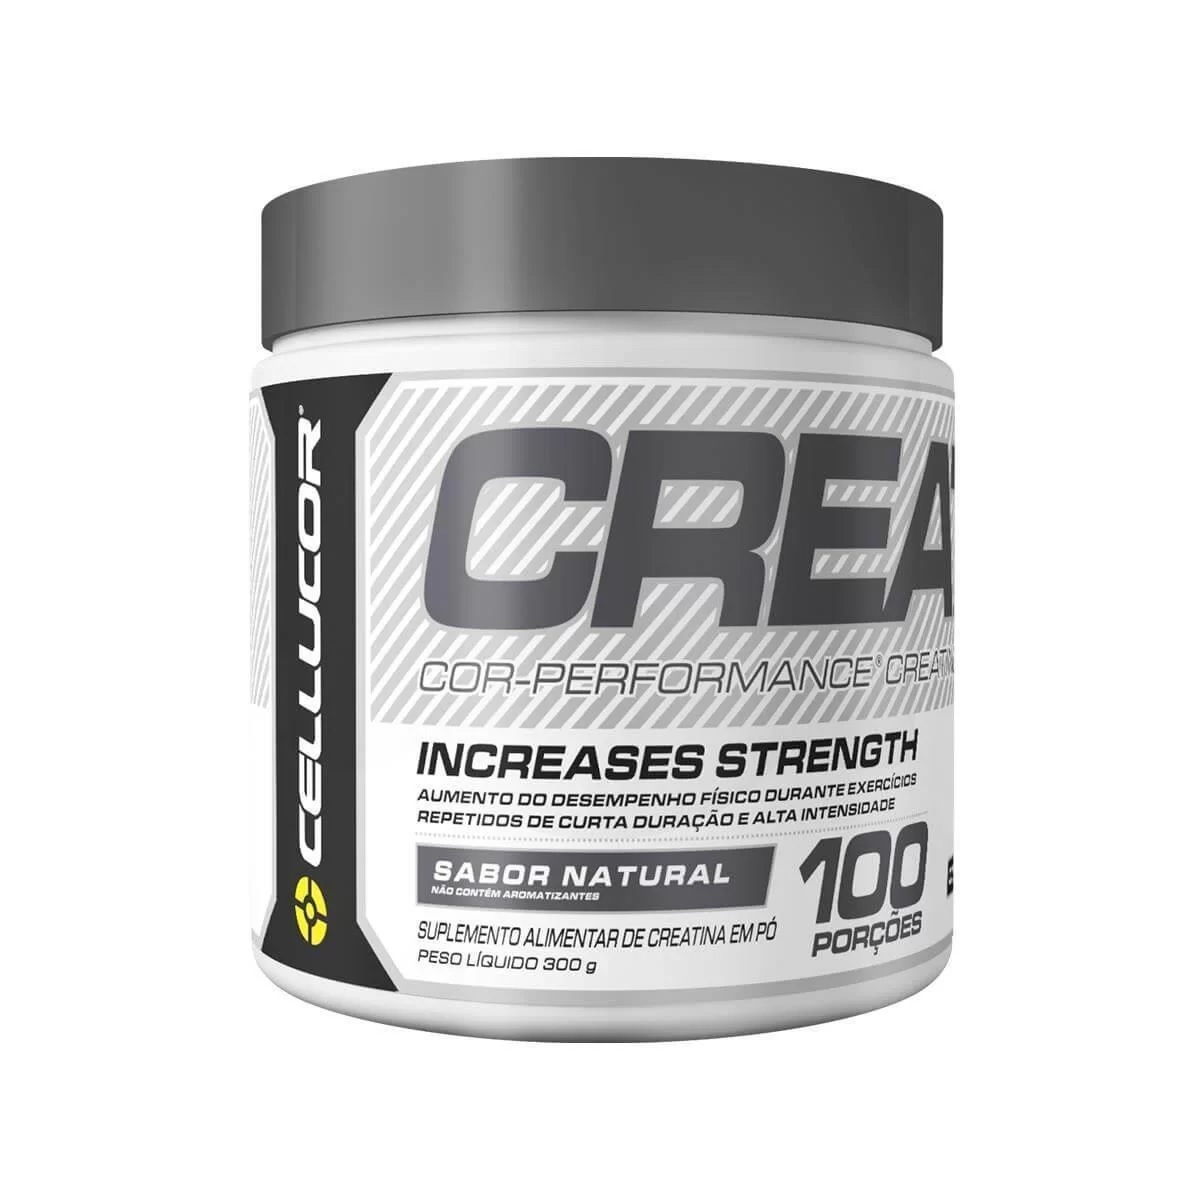 CELLUCOR®
CREA
COR-PERFORMANCE®
INCREASES STRENGTH
AUMENTO DO DESEMPENHO FÍSICO DURANTE EXERCÍCIOS
REPETIDOS DE CURTA DURAÇÃO E ALTA INTENSIDADE
SABOR NATURAL
NÃO CONTÉM AROMATIZANTES
100
PORÇÕES
SUPLEMENTO ALIMENTAR DE CREATINA EM PÓ
PESO LÍQUIDO 300 g